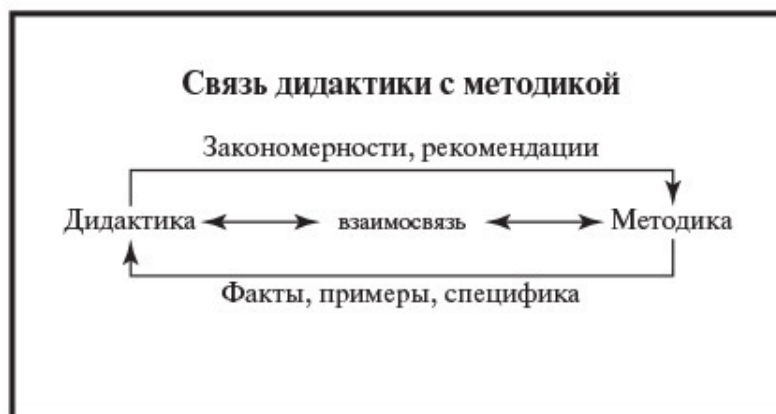 Связь дидактики с методикой
Закономерности, рекомендации
Дидактика взаимосвязь Методика
Факты, примеры, специфика